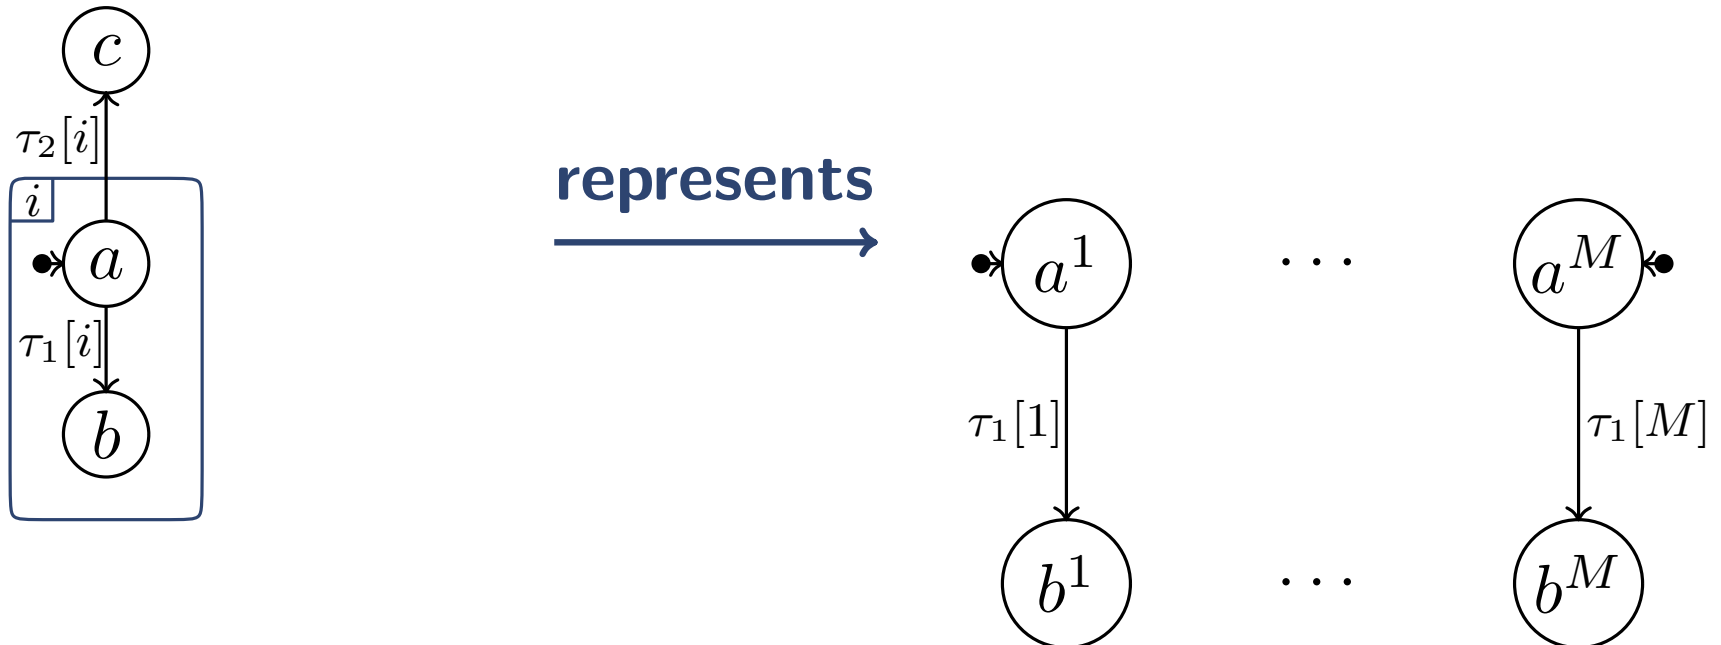 c
τ₂[i]
i
a
τ₁[i]
b
represents
a¹
· · ·
aᴹ
τ₁[1]
τ₁[M]
b¹
· · ·
bᴹ